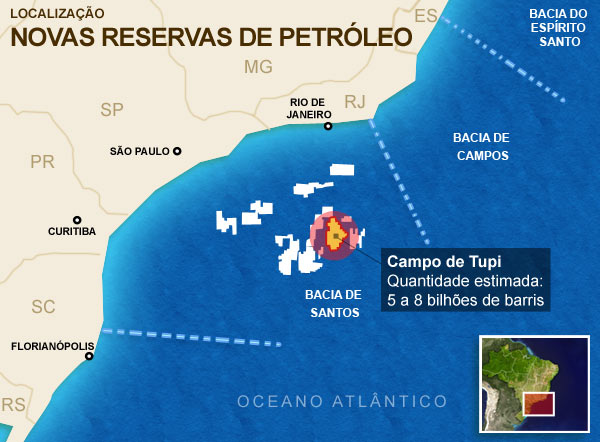 LOCALIZAÇÃO
NOVAS RESERVAS DE PETRÓLEO
ES
BACIA DO
ESPÍRITO
SANTO
MG
SP
RIO DE
JANEIRO
RJ
BACIA DE
CAMPOS
SÃO PAULO
PR
CURITIBA
Campo de Tupi
Quantidade estimada:
5 a 8 bilhões de barris
BACIA DE
SANTOS
SC
FLORIANÓPOLIS
OCEANO ATLÂNTICO
RS